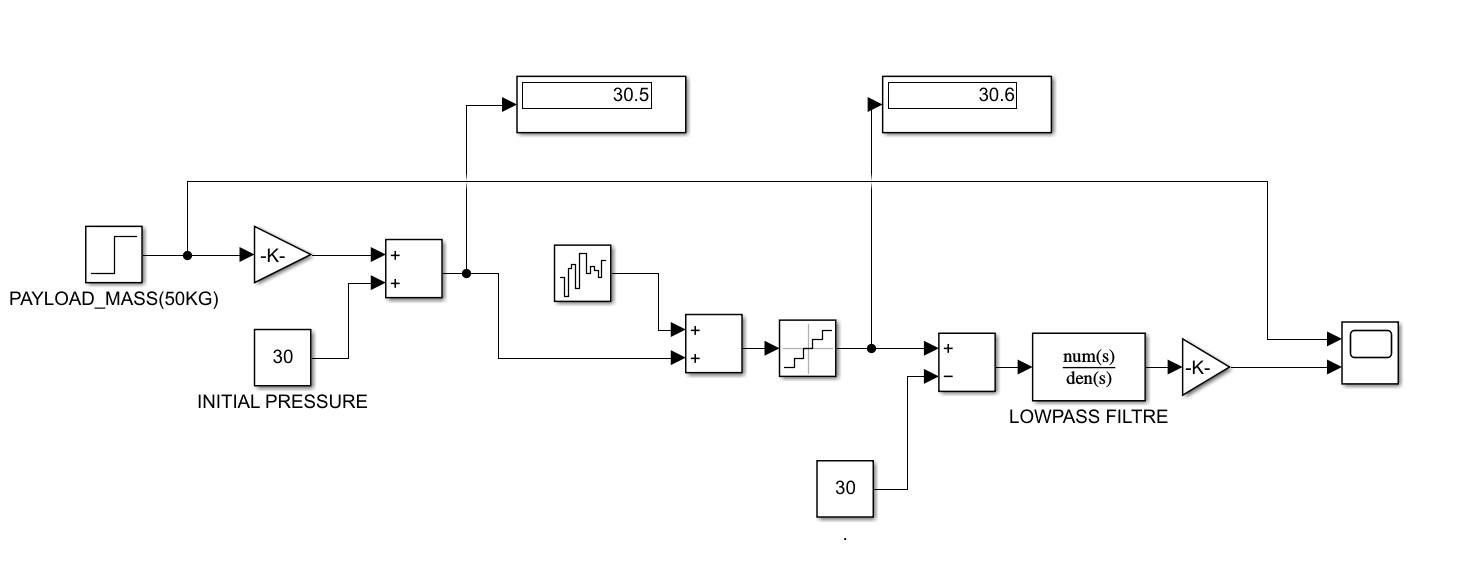 30.5
30.6
-K-
+
+
PAYLOAD_MASS(50KG)
30
INITIAL PRESSURE
+
+
+
−
num(s)
den(s)
-K-
LOWPASS FILTRE
30
.